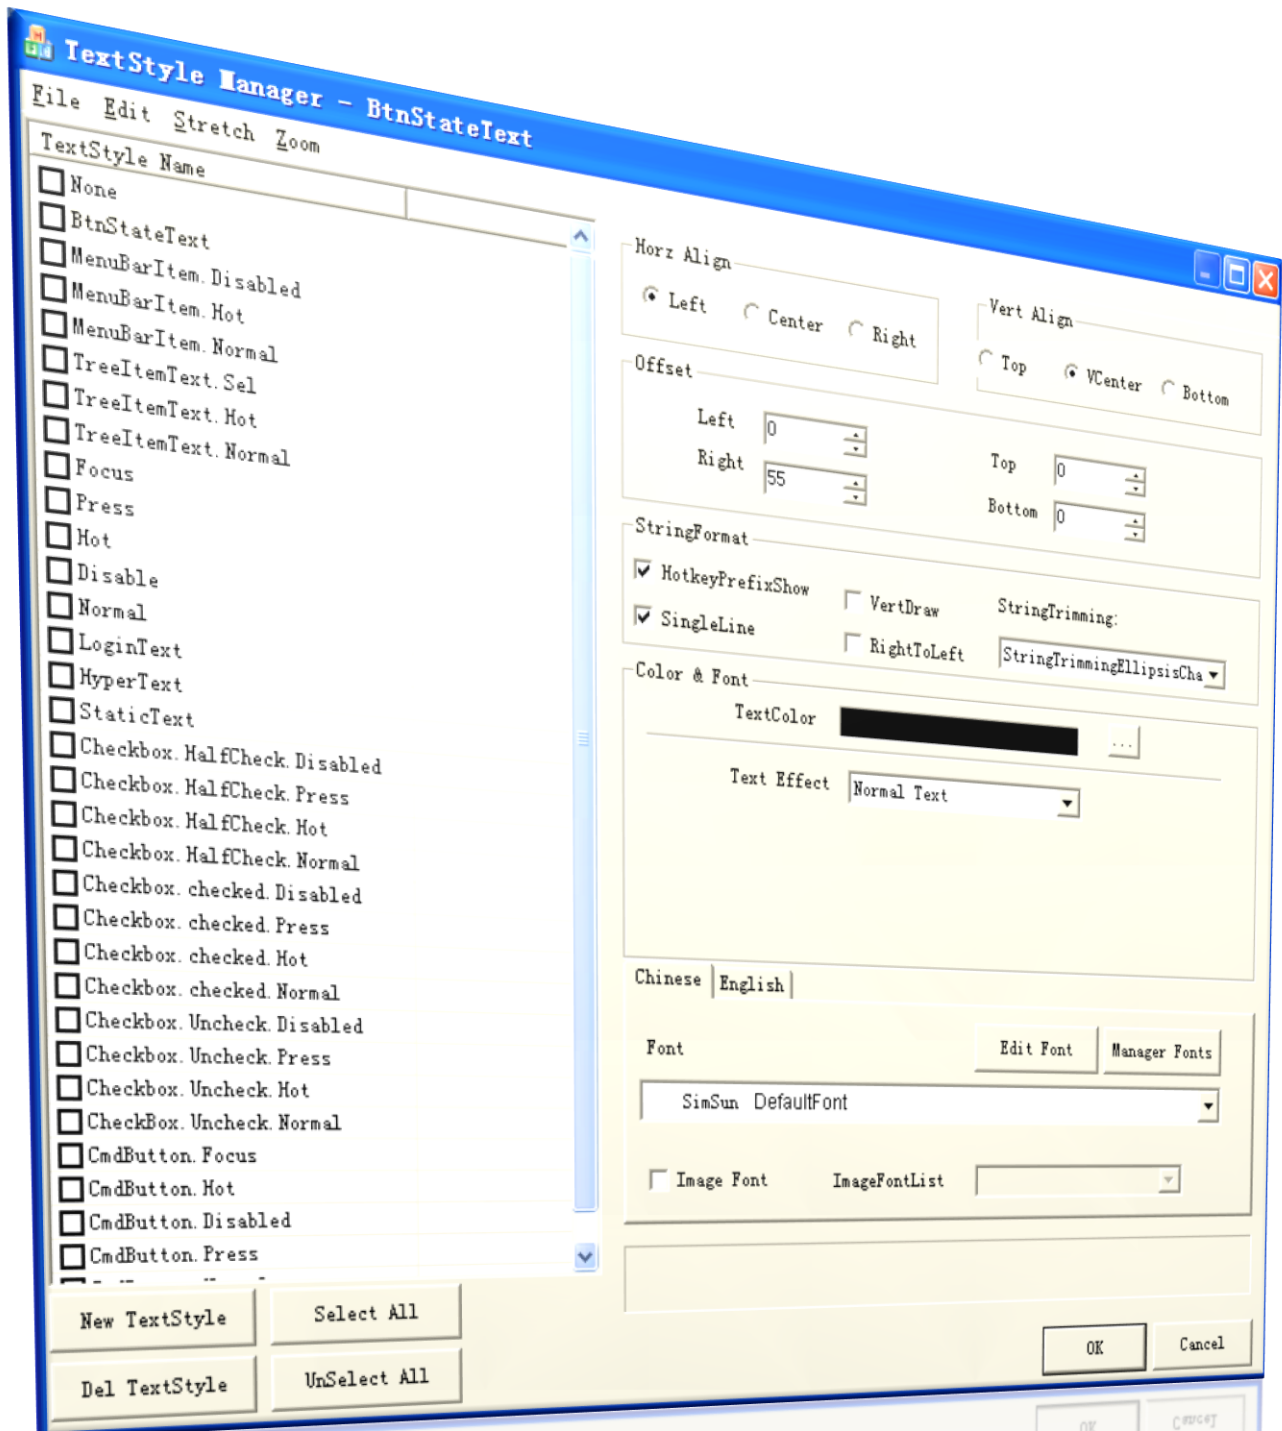 TextStyle Manager - BtnStateText
File Edit Stretch Zoom
TextStyle Name
None
BtnStateText
MenuBarItem.Disabled
MenuBarItem.Hot
MenuBarItem.Normal
TreeItemText.Sel
TreeItemText.Hot
TreeItemText.Normal
Focus
Press
Hot
Disable
Normal
LoginText
HyperText
StaticText
Checkbox.HalfCheck.Disabled
Checkbox.HalfCheck.Press
Checkbox.HalfCheck.Hot
Checkbox.HalfCheck.Normal
Checkbox.checked.Disabled
Checkbox.checked.Press
Checkbox.checked.Hot
Checkbox.checked.Normal
Checkbox.Uncheck.Disabled
Checkbox.Uncheck.Press
Checkbox.Uncheck.Hot
CheckBox.Uncheck.Normal
CmdButton.Focus
CmdButton.Hot
CmdButton.Disabled
CmdButton.Press
New TextStyle Select All
Del TextStyle UnSelect All
Horz Align
Left Center Right
Vert Align
Top VCenter Bottom
Offset
Left 0
Right 55
Top 0
Bottom 0
StringFormat
HotkeyPrefixShow VertDraw StringTrimming:
SingleLine RightToLeft StringTrimmingEllipsisCha
Color & Font
TextColor ...
Text Effect Normal Text
Chinese English
Font Edit Font Manager Fonts
SimSun DefaultFont
Image Font ImageFontList
OK Cancel